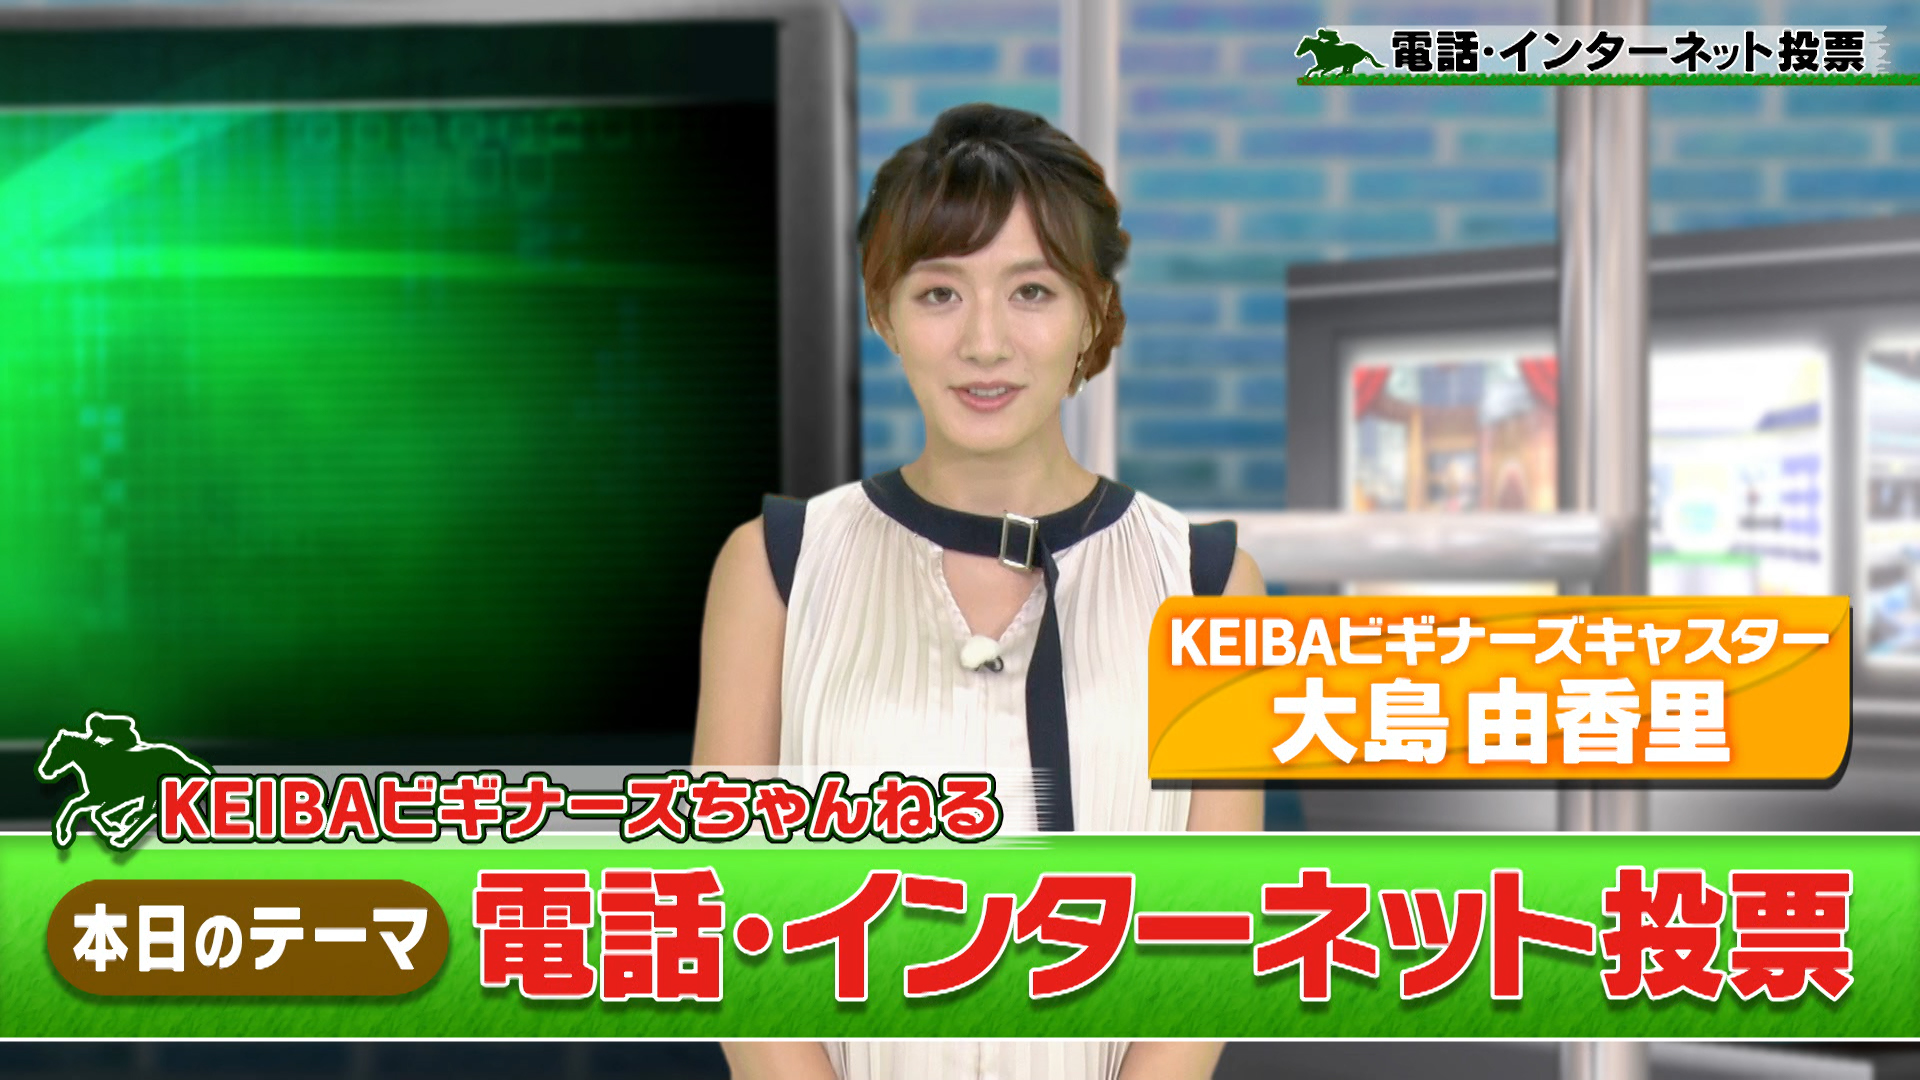 電話・インターネット投票
KEIBAビギナーズキャスター
大島 由香里
KEIBAビギナーズちゃんねる
本日のテーマ
電話・インターネット投票